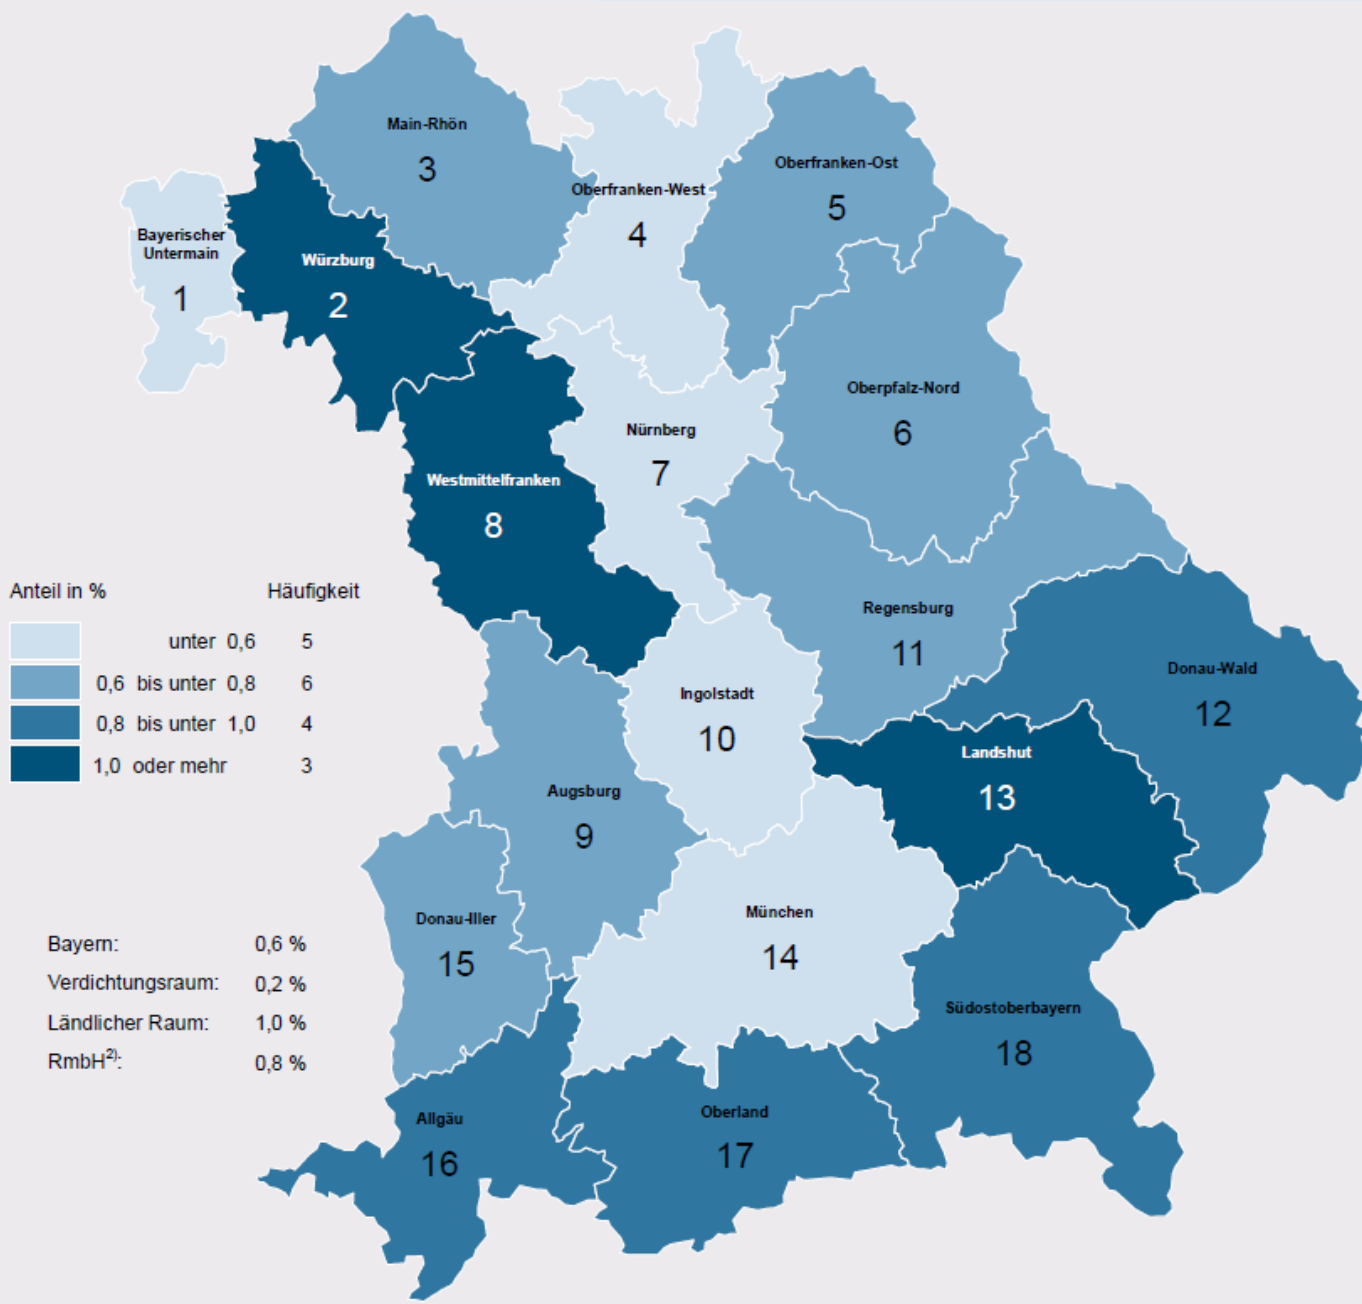 Main-Rhön
3
Oberfranken-Ost
5
Oberfranken-West
4
Bayerischer
Untermain
1
Würzburg
2
Oberpfalz-Nord
6
Nürnberg
7
Westmittelfranken
8
Regensburg
11
Donau-Wald
12
Ingolstadt
10
Landshut
13
Augsburg
9
München
14
Donau-Iller
15
Südostoberbayern
18
Oberland
17
Allgäu
16
Anteil in % Häufigkeit
unter 0,6 5
0,6 bis unter 0,8 6
0,8 bis unter 1,0 4
1,0 oder mehr 3
Bayern: 0,6 %
Verdichtungsraum: 0,2 %
Ländlicher Raum: 1,0 %
RmbH²⁾: 0,8 %